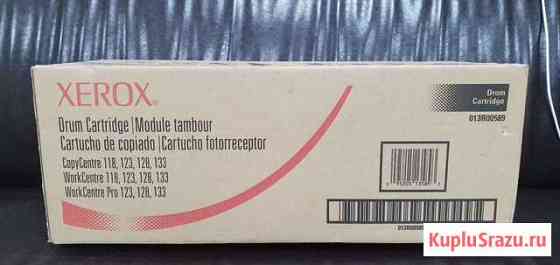 XEROX®
Drum Cartridge | Module tambour
Cartucho de copiado | Cartucho fotorreceptor
CopyCentre 118, 123, 128, 133
WorkCentre 118, 123, 128, 133
WorkCentre Pro 123, 128, 133
Drum
Cartridge
013R00589
KupluSrazu.ru